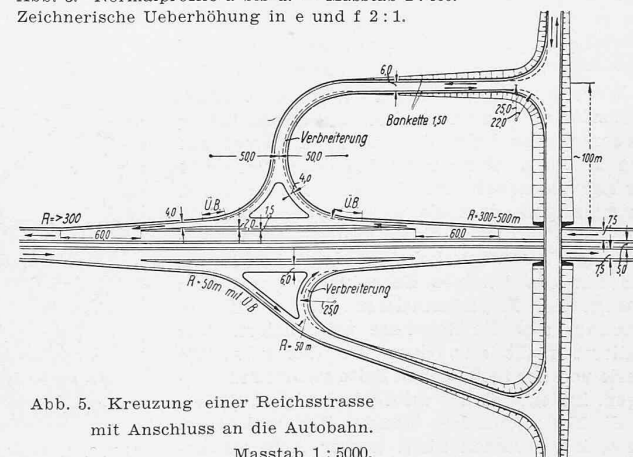 Zeichnerische Ueberhöhung in e und f 2:1.
6,0
Bankette 1,50
25,0
22,0
~100m
Verbreiterung
50,0 50,0
4,0
Ü.B. Ü.B.
R=>300
4,0
2,0
1,5
R=300-500m
7,5
60,0
60,0
7,5
5,0
6,0
R=50m mit Ü.B.
Verbreiterung
25,0
R=50m
Abb. 5. Kreuzung einer Reichsstrasse
mit Anschluss an die Autobahn.
Masstab 1:5000.